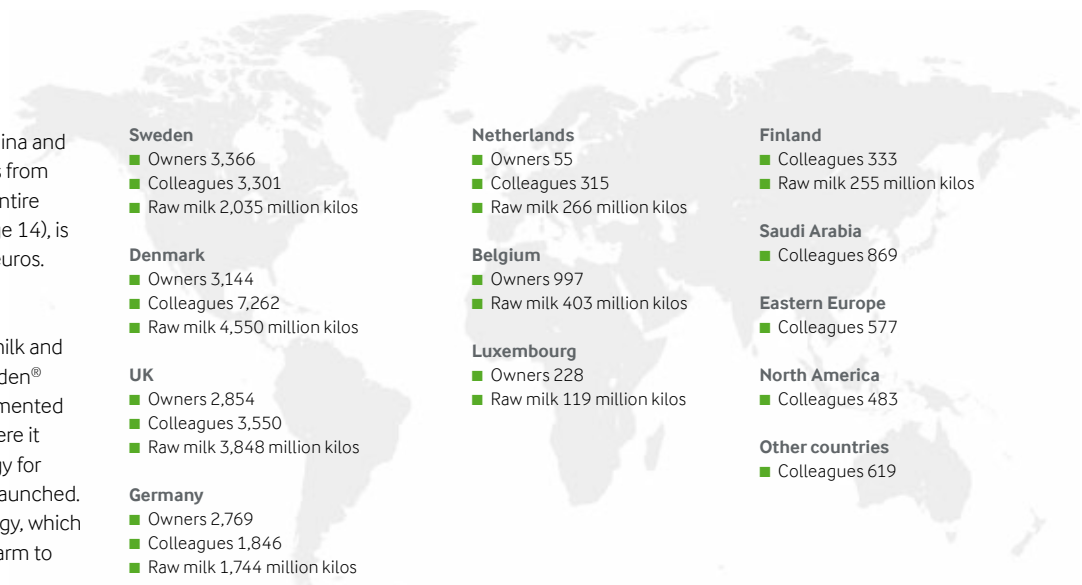 ina and
s from
ntire
e 14), is
euros.
milk and
den®
mented
ere it
gy for
launched.
gy, which
arm to
Sweden
Owners 3,366
Colleagues 3,301
Raw milk 2,035 million kilos
Denmark
Owners 3,144
Colleagues 7,262
Raw milk 4,550 million kilos
UK
Owners 2,854
Colleagues 3,550
Raw milk 3,848 million kilos
Germany
Owners 2,769
Colleagues 1,846
Raw milk 1,744 million kilos
Netherlands
Owners 55
Colleagues 315
Raw milk 266 million kilos
Belgium
Owners 997
Raw milk 403 million kilos
Luxembourg
Owners 228
Raw milk 119 million kilos
Finland
Colleagues 333
Raw milk 255 million kilos
Saudi Arabia
Colleagues 869
Eastern Europe
Colleagues 577
North America
Colleagues 483
Other countries
Colleagues 619